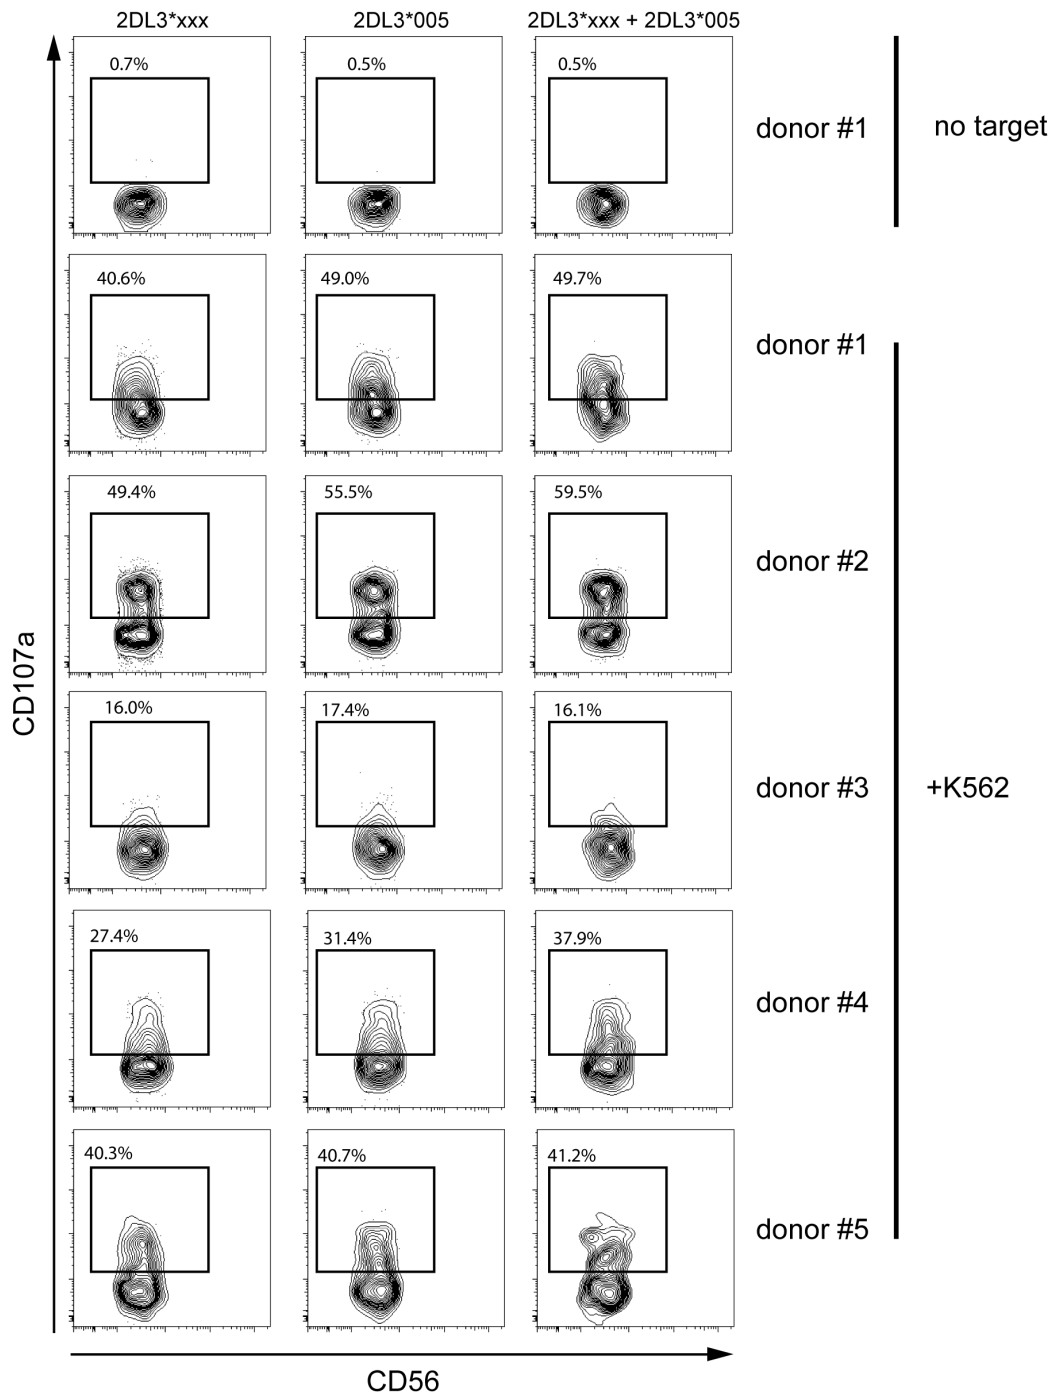 2DL3*xxx 2DL3*005 2DL3*xxx + 2DL3*005
0.7% 0.5% 0.5%
donor #1 no target
40.6% 49.0% 49.7%
donor #1
49.4% 55.5% 59.5%
donor #2
CD107a
16.0% 17.4% 16.1%
donor #3 +K562
27.4% 31.4% 37.9%
donor #4
40.3% 40.7% 41.2%
donor #5
CD56